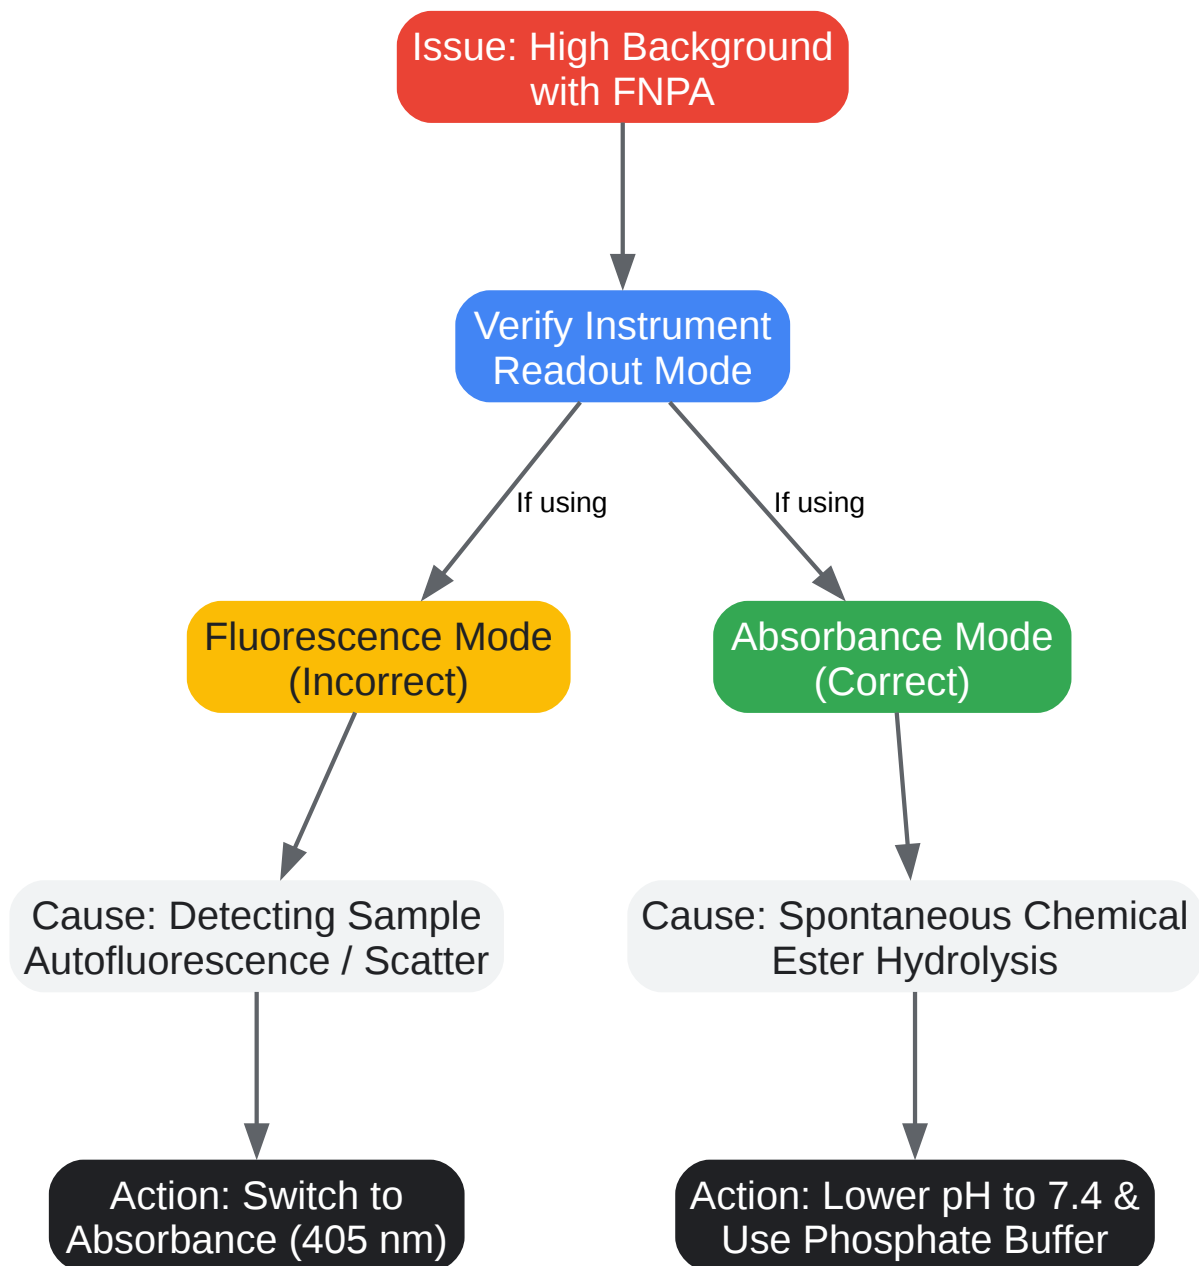 Issue: High Background
with FNPA
Verify Instrument
Readout Mode
If using
If using
Fluorescence Mode
(Incorrect)
Absorbance Mode
(Correct)
Cause: Detecting Sample
Autofluorescence / Scatter
Cause: Spontaneous Chemical
Ester Hydrolysis
Action: Switch to
Absorbance (405 nm)
Action: Lower pH to 7.4 &
Use Phosphate Buffer